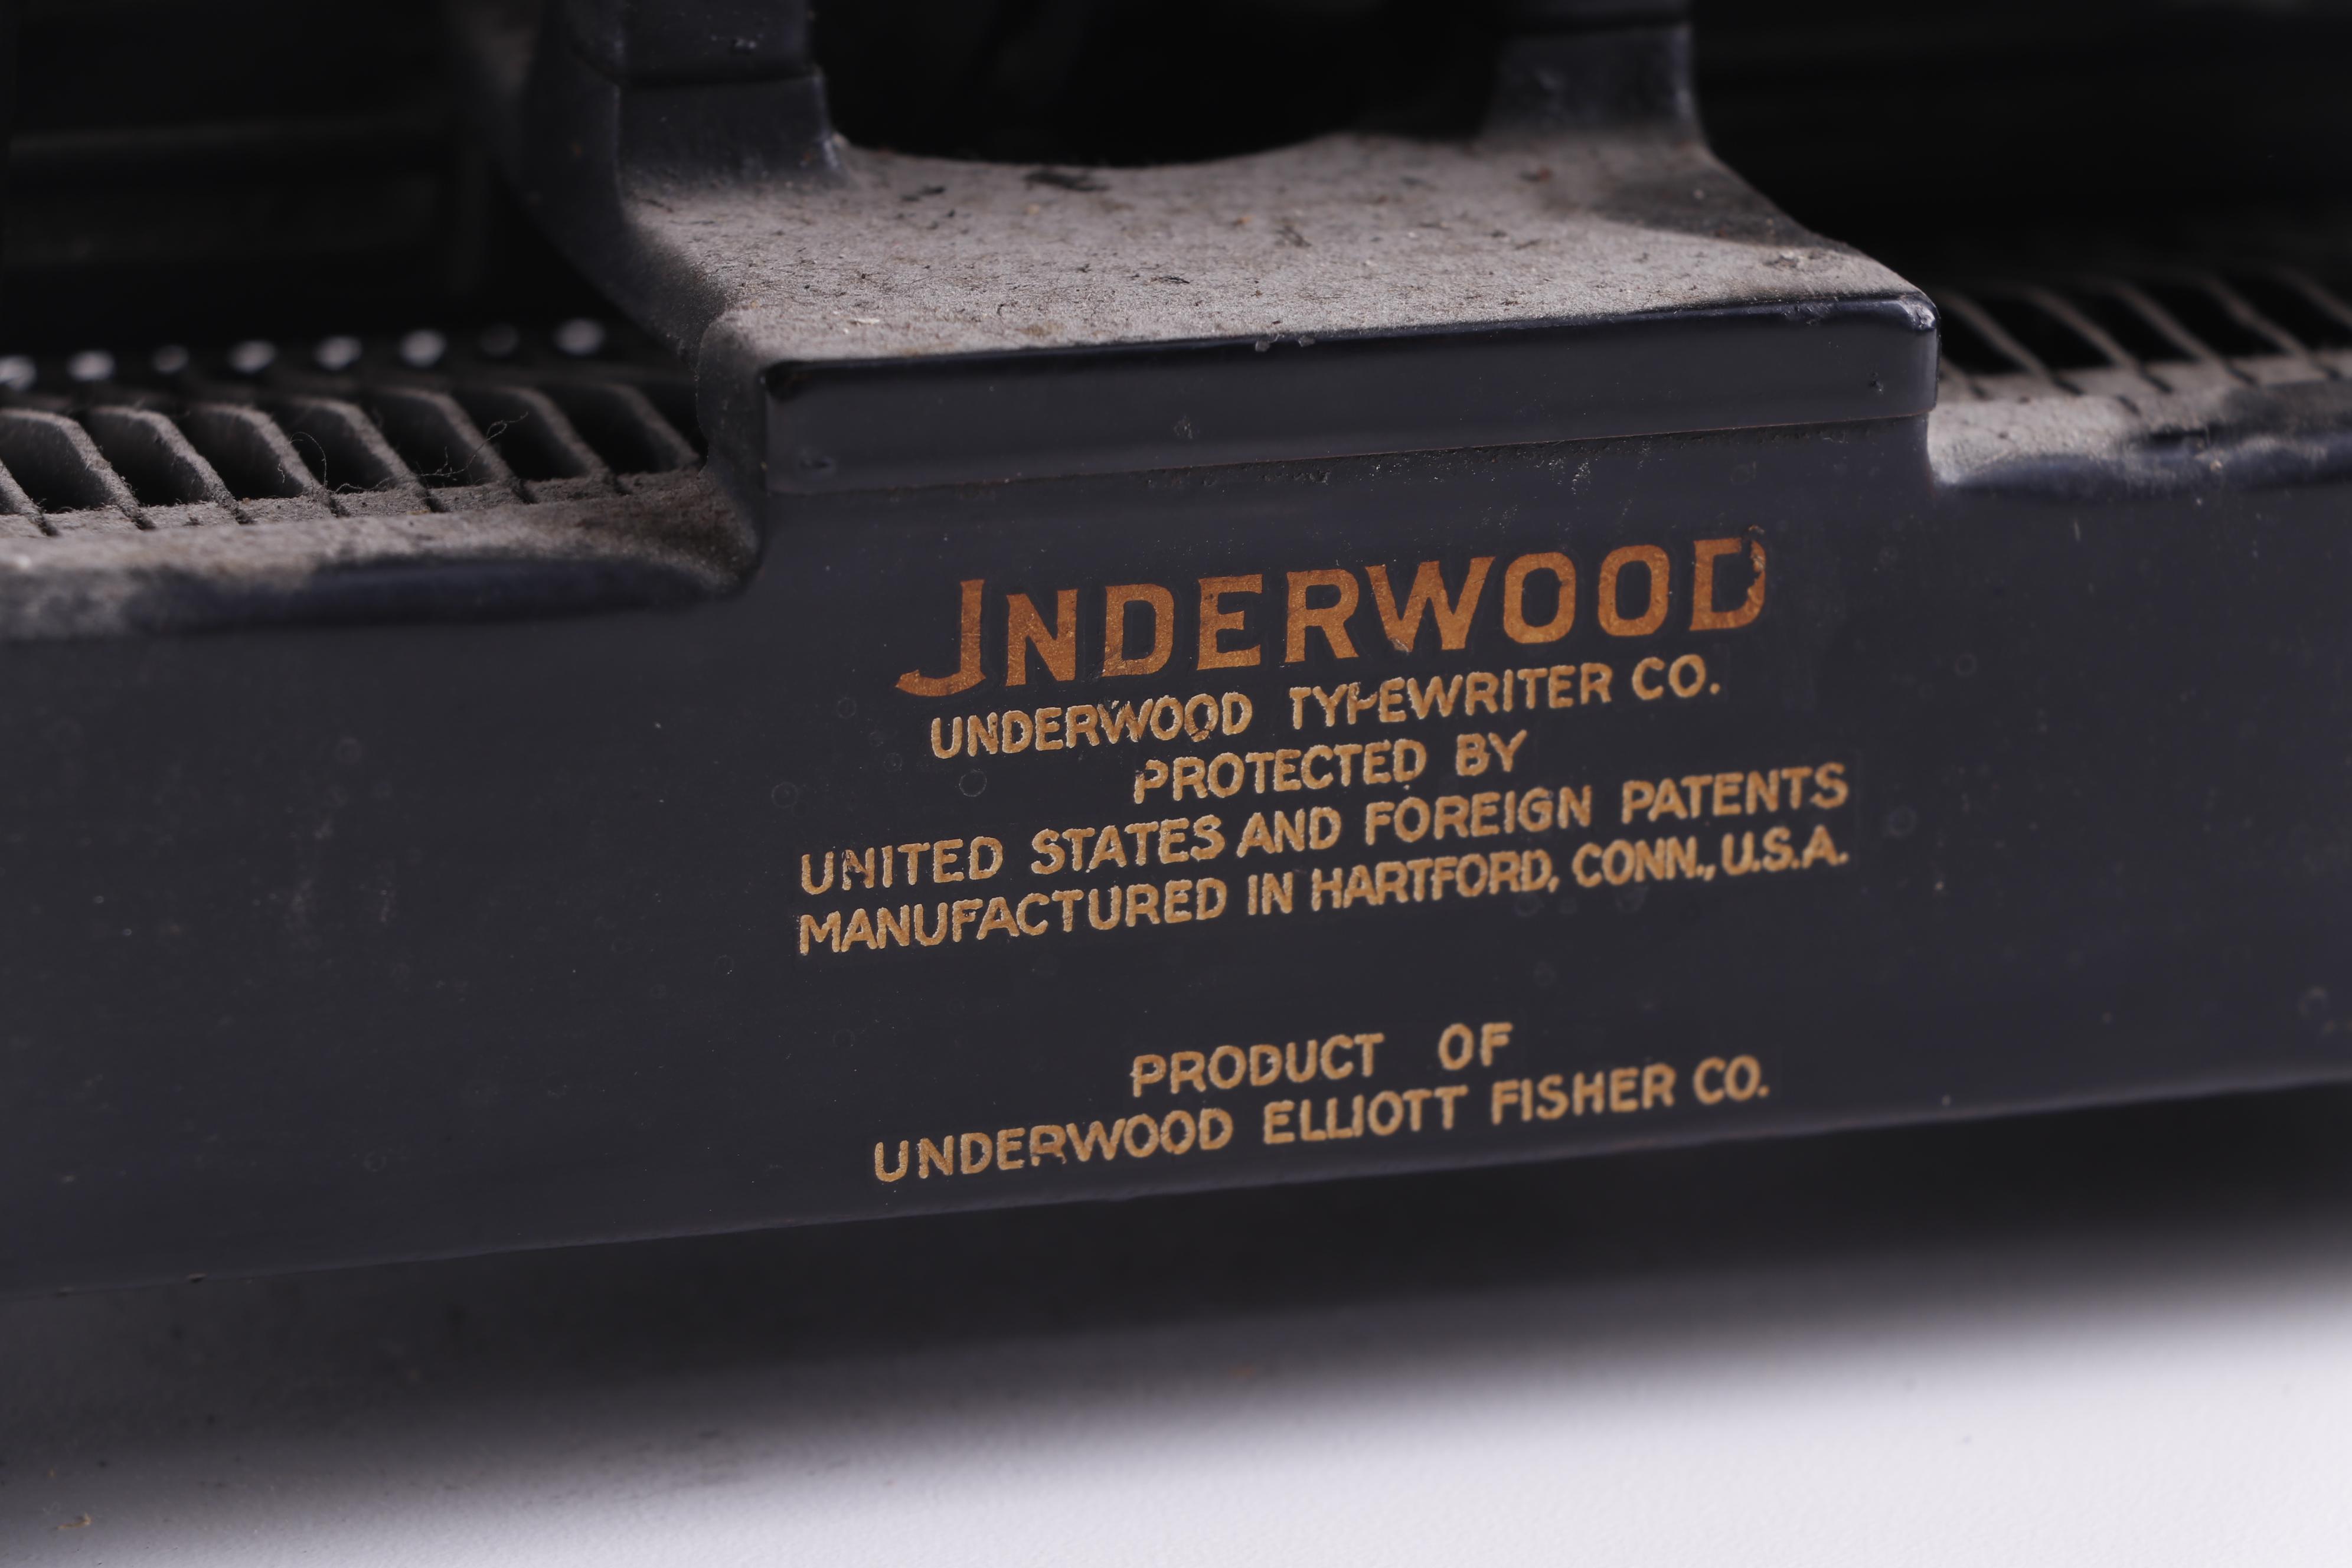 UNDERWOOD
UNDERWOOD TYPEWRITER CO.
PROTECTED BY
UNITED STATES AND FOREIGN PATENTS
MANUFACTURED IN HARTFORD, CONN., U.S.A.
PRODUCT OF
UNDERWOOD ELLIOTT FISHER CO.